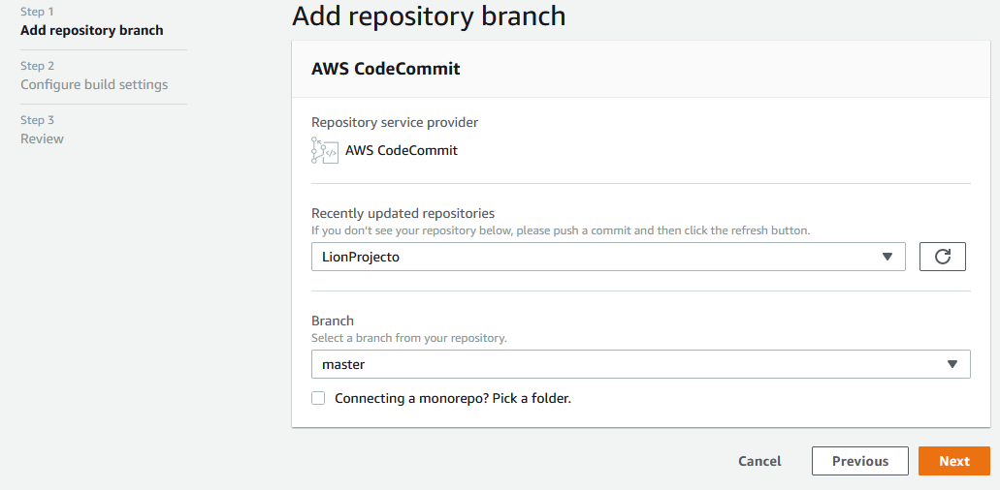 Step 1
Add repository branch
Step 2
Configure build settings
Step 3
Review
Add repository branch
AWS CodeCommit
Repository service provider
AWS CodeCommit
Recently updated repositories
If you don't see your repository below, please push a commit and then click the refresh button.
LionProjecto
Branch
Select a branch from your repository.
master
Connecting a monorepo? Pick a folder.
Cancel
Previous
Next